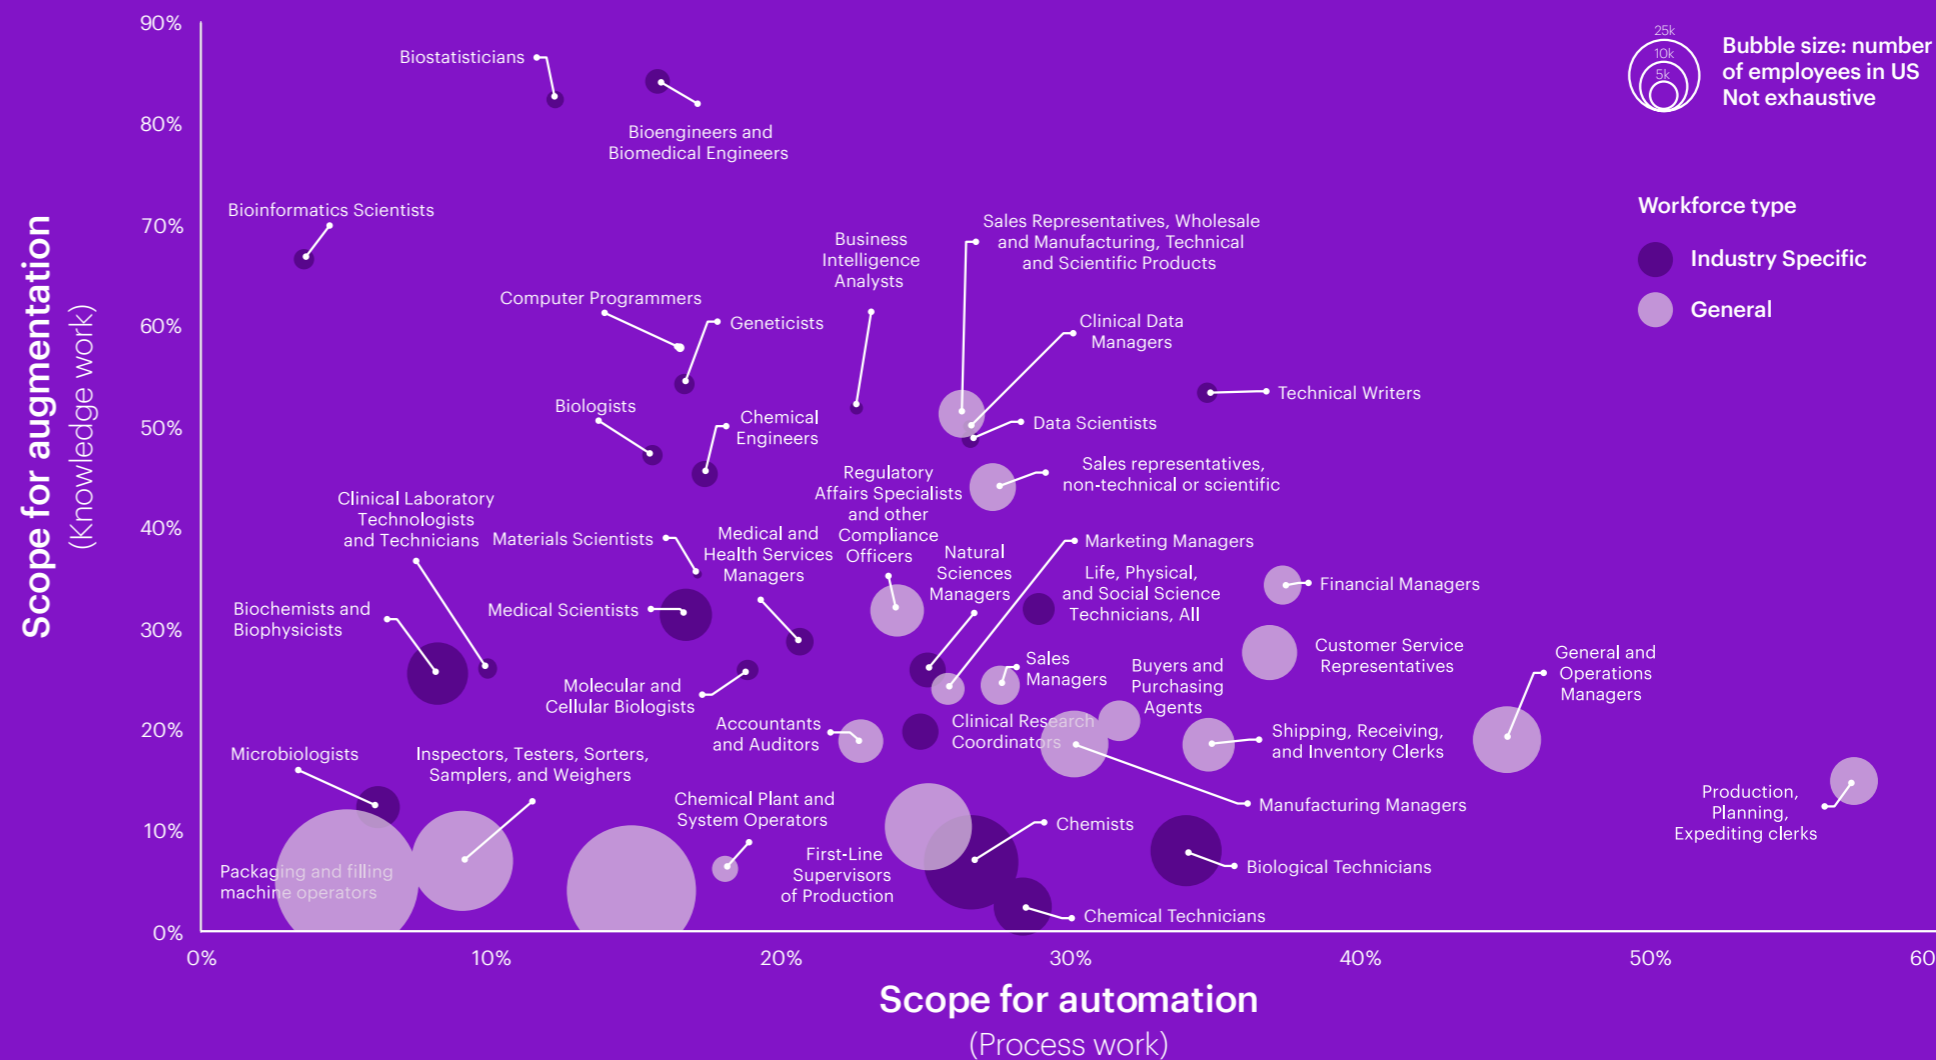 90%
80%
70%
60%
50%
40%
30%
20%
10%
0%
Scope for augmentation
(Knowledge work)
Biostatisticians
Bioengineers and
Biomedical Engineers
25k
10k
5k
Bubble size: number
of employees in US
Not exhaustive
Workforce type
Industry Specific
General
Bioinformatics Scientists
Business
Intelligence
Analysts
Sales Representatives, Wholesale
and Manufacturing, Technical
and Scientific Products
Computer Programmers
Geneticists
Clinical Data
Managers
Technical Writers
Biologists
Chemical
Engineers
Data Scientists
Sales representatives,
non-technical or scientific
Regulatory
Affairs Specialists
and other
Compliance
Officers
Clinical Laboratory
Technologists
and Technicians
Materials Scientists
Medical and
Health Services
Managers
Natural
Sciences
Managers
Marketing Managers
Life, Physical,
and Social Science
Technicians, All
Financial Managers
Biochemists and
Biophysicists
Medical Scientists
Customer Service
Representatives
General and
Operations
Managers
Sales
Managers
Buyers and
Purchasing
Agents
Molecular and
Cellular Biologists
Accountants
and Auditors
Clinical Research
Coordinators
Shipping, Receiving,
and Inventory Clerks
Microbiologists
Inspectors, Testers, Sorters,
Samplers, and Weighers
Chemical Plant and
System Operators
Manufacturing Managers
Production,
Planning,
Expediting clerks
Chemists
First-Line
Supervisors
of Production
Biological Technicians
Packaging and filling
machine operators
Chemical Technicians
0%
10%
20%
30%
40%
50%
60
Scope for automation
(Process work)